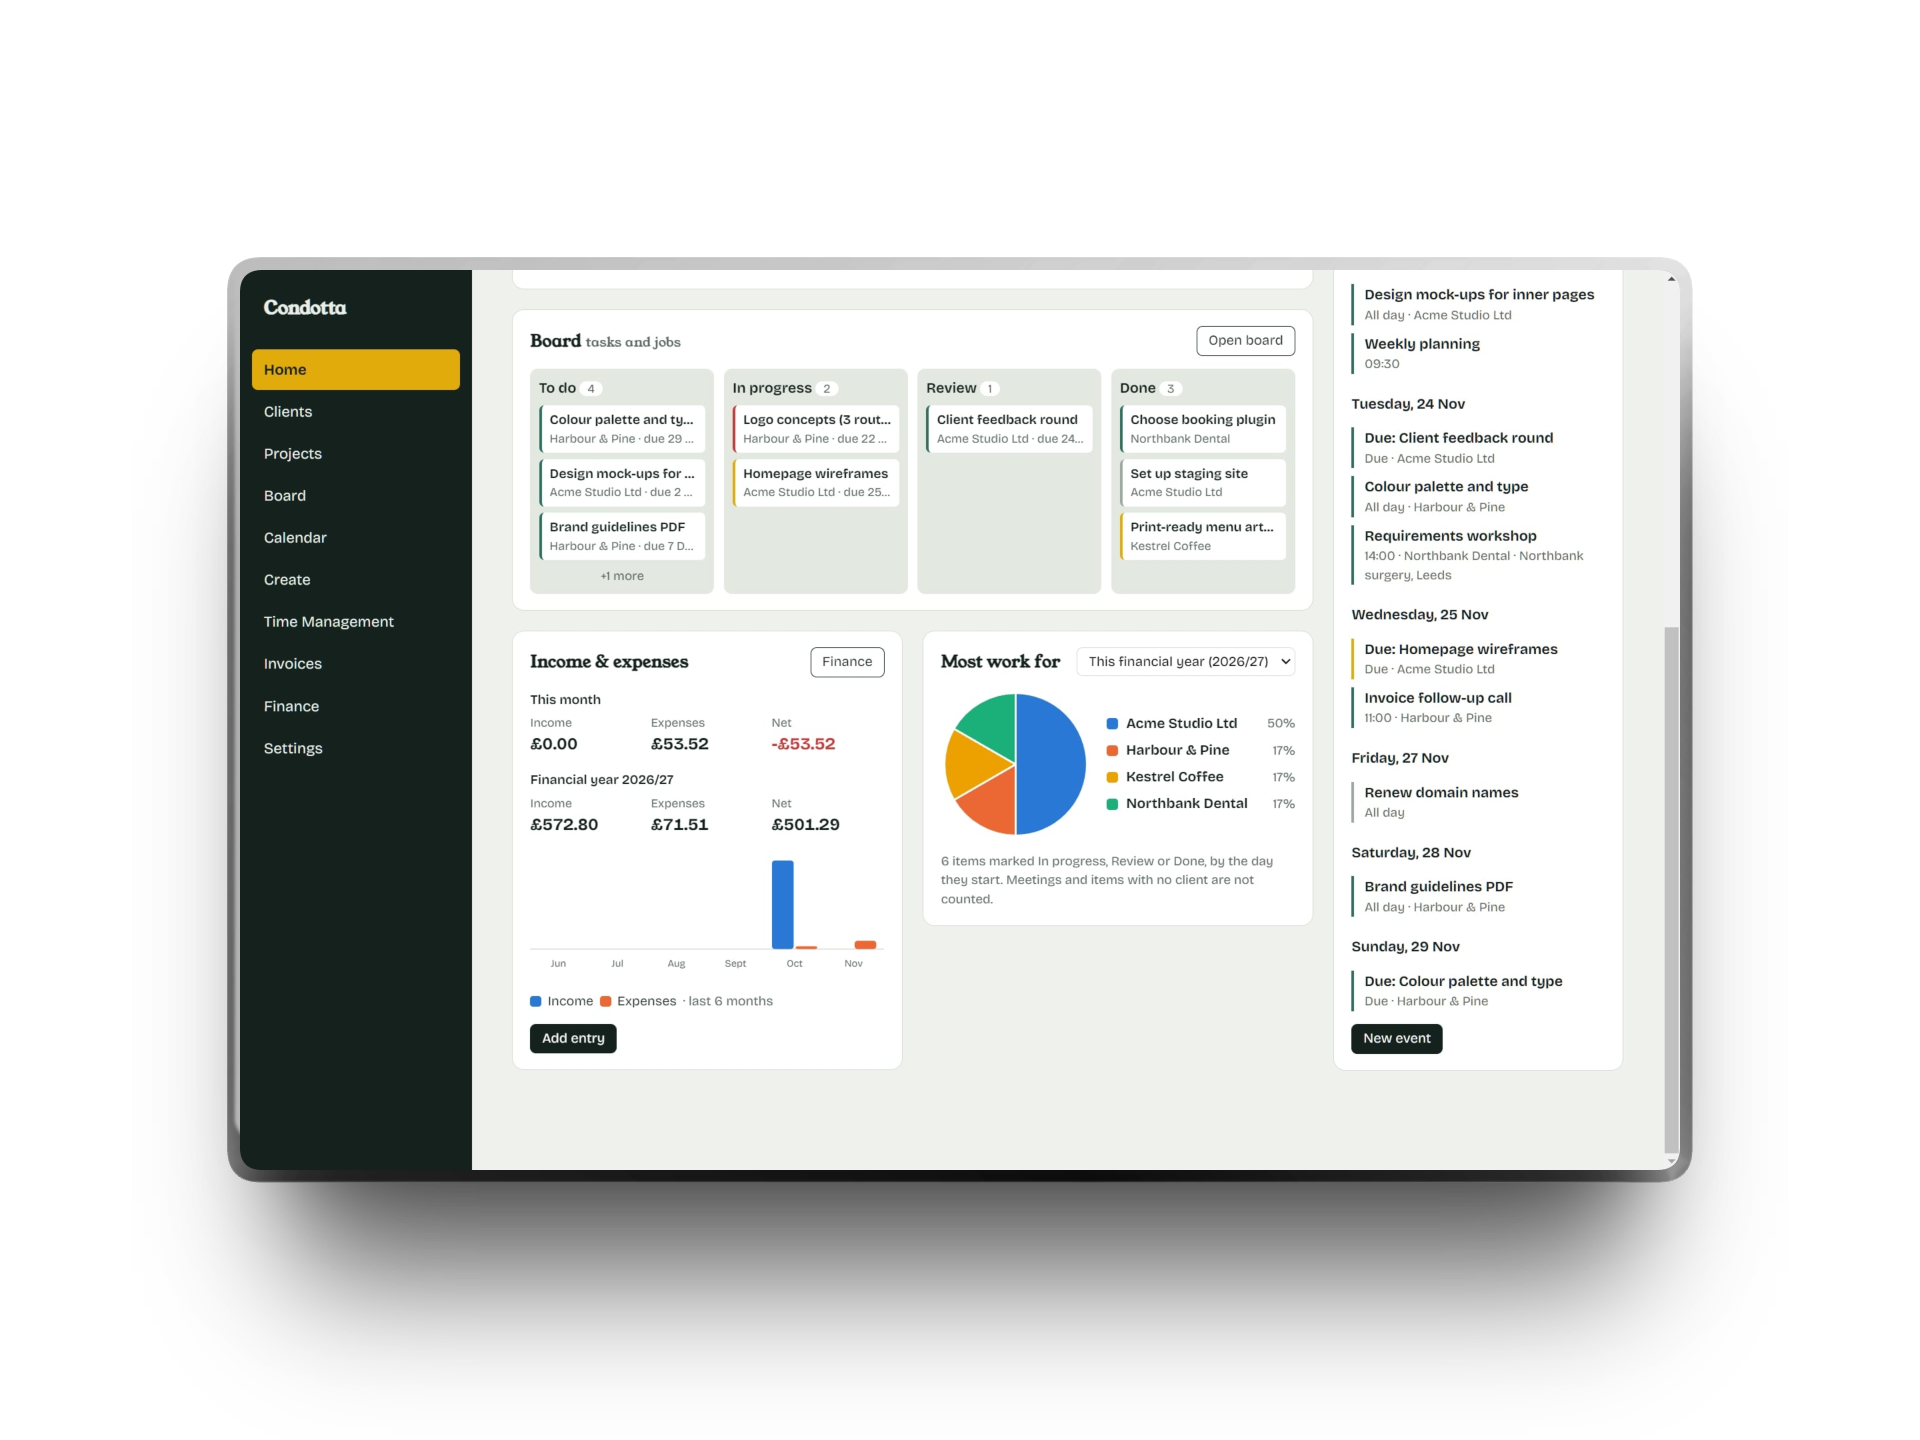 Condotta
Home
Clients
Projects
Board
Calendar
Create
Time Management
Invoices
Finance
Settings
Board tasks and jobs
Open board
To do 4
Colour palette and ty...
Harbour & Pine · due 29 ...
Design mock-ups for ...
Acme Studio Ltd · due 2 ...
Brand guidelines PDF
Harbour & Pine · due 7 D...
+1 more
In progress 2
Logo concepts (3 rout...
Harbour & Pine · due 22 ...
Homepage wireframes
Acme Studio Ltd · due 25...
Review 1
Client feedback round
Acme Studio Ltd · due 24...
Done 3
Choose booking plugin
Northbank Dental
Set up staging site
Acme Studio Ltd
Print-ready menu art...
Kestrel Coffee
Income & expenses
Finance
This month
Income Expenses Net
£0.00 £53.52 -£53.52
Financial year 2026/27
Income Expenses Net
£572.80 £71.51 £501.29
Jun Jul Aug Sept Oct Nov
Income Expenses · last 6 months
Add entry
Most work for
This financial year (2026/27)
Acme Studio Ltd 50%
Harbour & Pine 17%
Kestrel Coffee 17%
Northbank Dental 17%
6 items marked In progress, Review or Done, by the day
they start. Meetings and items with no client are not
counted.
Design mock-ups for inner pages
All day · Acme Studio Ltd
Weekly planning
09:30
Tuesday, 24 Nov
Due: Client feedback round
Due · Acme Studio Ltd
Colour palette and type
All day · Harbour & Pine
Requirements workshop
14:00 · Northbank Dental · Northbank
surgery, Leeds
Wednesday, 25 Nov
Due: Homepage wireframes
Due · Acme Studio Ltd
Invoice follow-up call
11:00 · Harbour & Pine
Friday, 27 Nov
Renew domain names
All day
Saturday, 28 Nov
Brand guidelines PDF
All day · Harbour & Pine
Sunday, 29 Nov
Due: Colour palette and type
Due · Harbour & Pine
New event